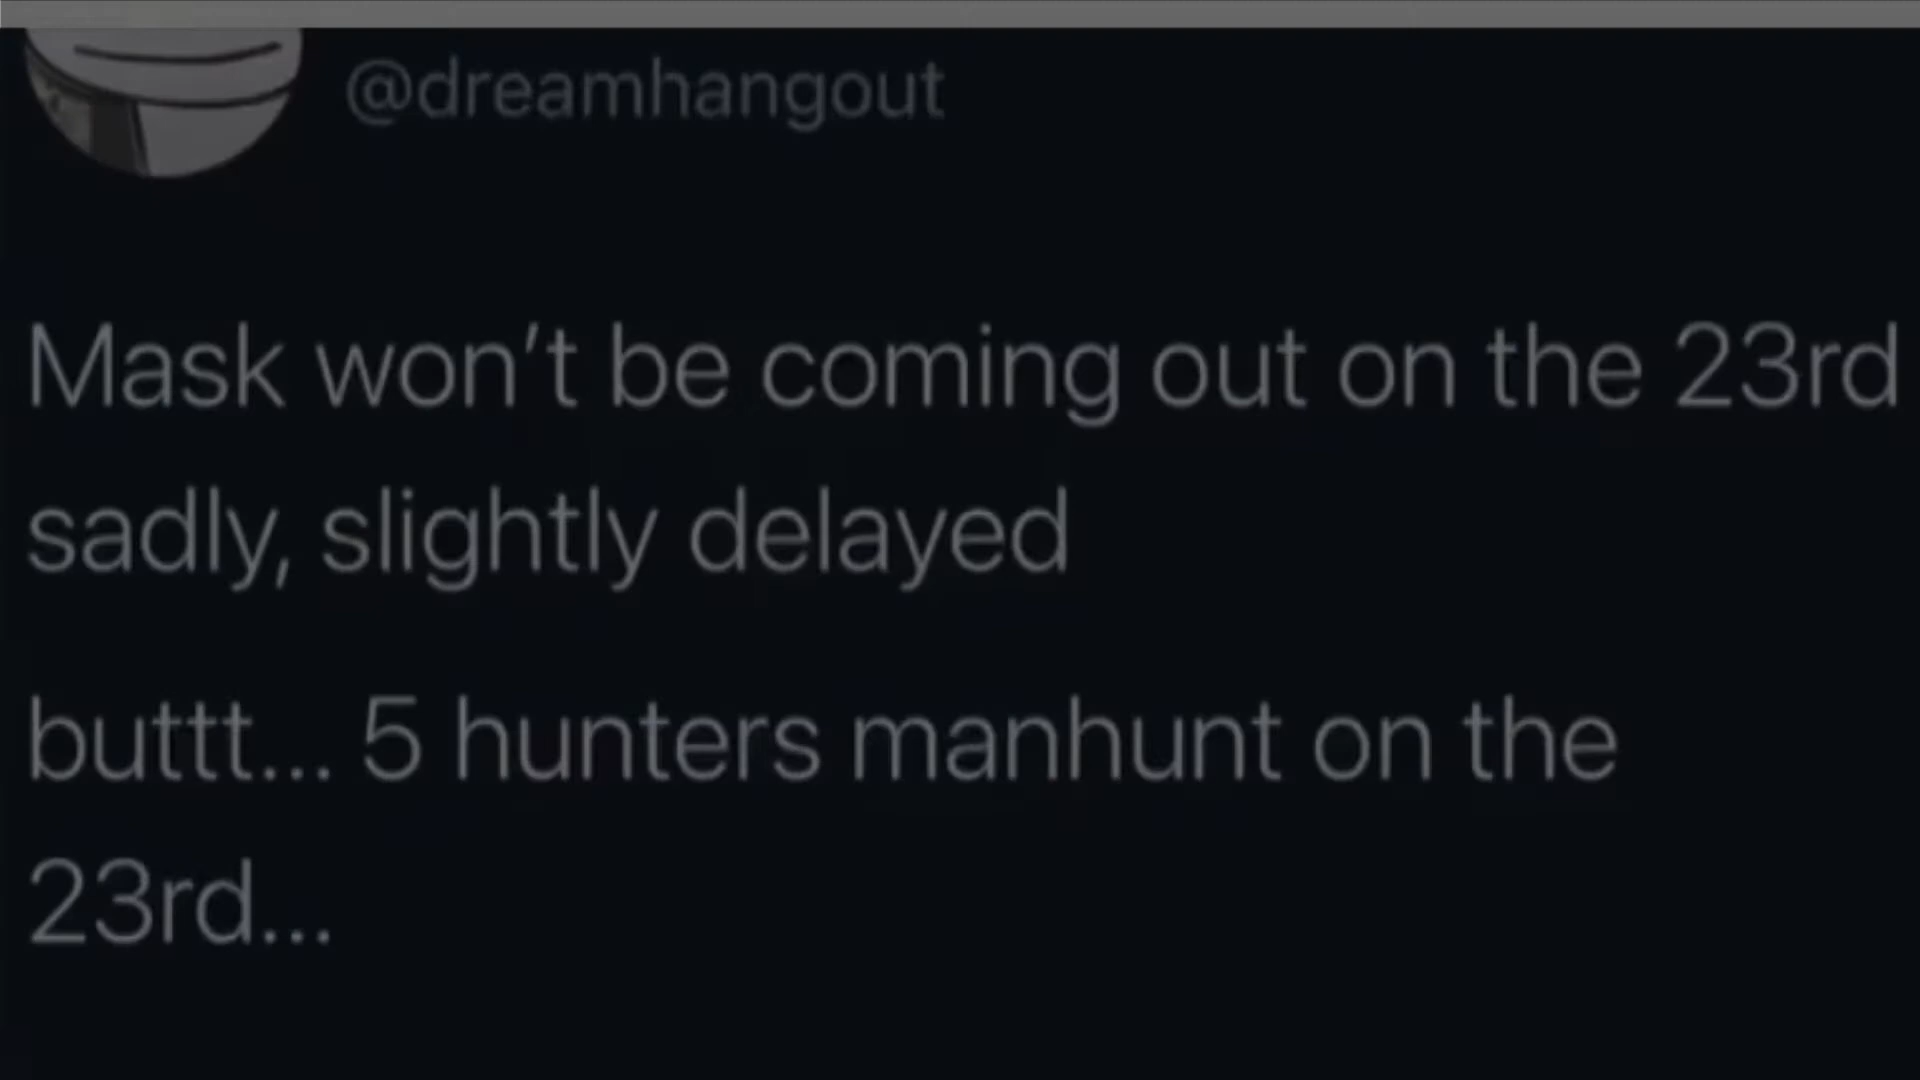 @dreamhangout
Mask won’t be coming out on the 23rd
sadly, slightly delayed
buttt... 5 hunters manhunt on the
23rd...